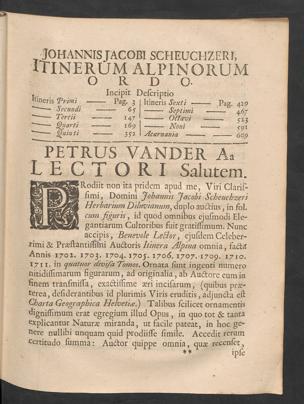 JOHANNIS JACOBI SCHEUCHZERI,
ITINERUM ALPINORUM
ORDO.
Incipit Descriptio
Itineris Primi — Pag. 3
— Secundi — 65
— Tertii — 147
— Quarti — 169
— Quinti — 352
Itineris Sexti — Pag. 429
— Septimi — 467
— Octavi — 523
— Noni — 591
Acarnania — 609
PETRUS VANDER Aa
LECTORI Salutem.
PRodiit non ita pridem apud me, Viri Claris-
simi, Domini Johannis Jacobi Scheuchzeri
Herbarium Diluvianum, duplo auctius, in fol.
cum figuris, id quod omnibus ejusmodi Ele-
gantiarum Cultoribus fuit gratissimum. Nunc
accipis, Benevole Lector, ejusdem Celeber-
rimi & Præstantissimi Auctoris Itinera Alpina omnia, facta
Annis 1702. 1703. 1704. 1705. 1706. 1707. 1709. 1710.
1711. in quatuor divisa Tomos. Ornata sunt ingenti numero
nitidissimarum figurarum, ad originalia, ab Auctore cum in
finem transmissa, exactissime æri incisarum, (quibus præ-
terea, desiderantibus id plurimis Viris eruditis, adjuncta est
Charta Geographica Helvetiæ.) Talibus scilicet ornamentis
dignissimum erat egregium illud Opus, in quo tot & tanta
explicantur Naturæ miranda, ut facile pateat, in hoc ge-
nere nullibi unquam quid prodiisse simile. Accedit rerum
certitudo summa: Auctor quippe omnia, quæ recenset,
** ipse